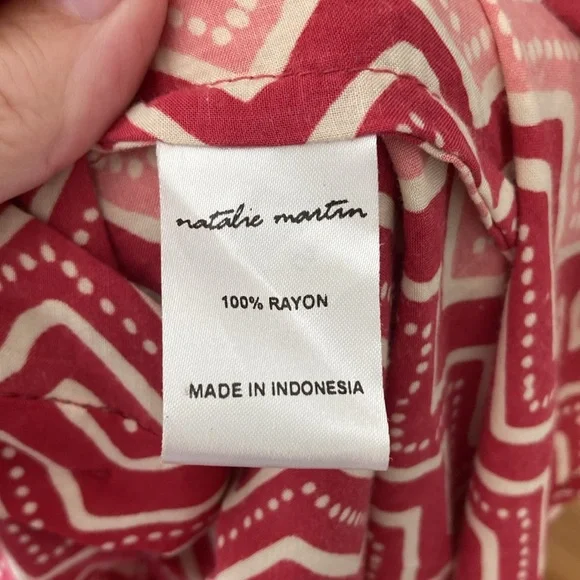 natalie martin
100% RAYON
MADE IN INDONESIA